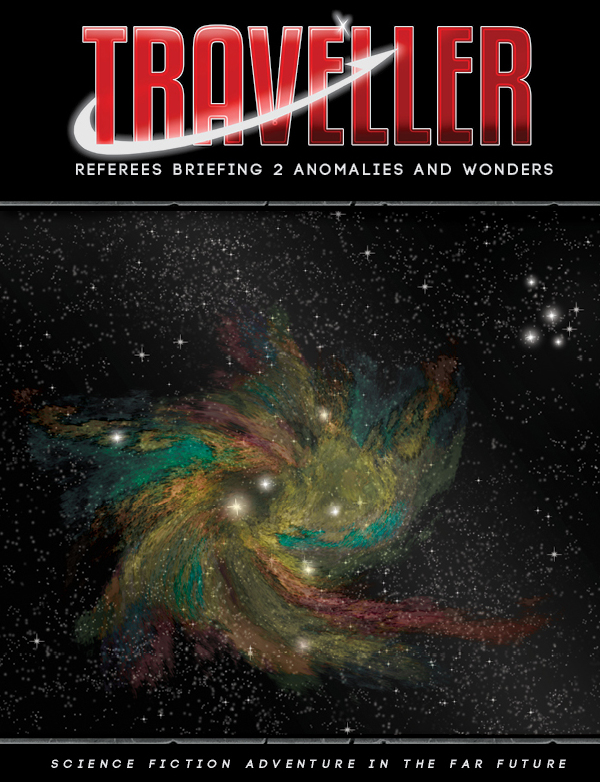 TRAVELLER
REFEREES BRIEFING 2 ANOMALIES AND WONDERS
SCIENCE FICTION ADVENTURE IN THE FAR FUTURE